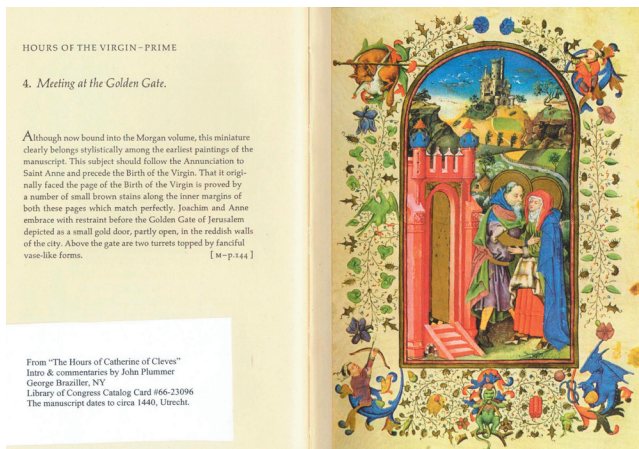 HOURS OF THE VIRGIN–PRIME
4. Meeting at the Golden Gate.
Although now bound into the Morgan volume, this miniature
clearly belongs stylistically among the earliest paintings of the
manuscript. This subject should follow the Annunciation to
Saint Anne and precede the Birth of the Virgin. That it origi-
nally faced the page of the Birth of the Virgin is proved by
a number of small brown stains along the inner margins of
both these pages which match perfectly. Joachim and Anne
embrace with restraint before the Golden Gate of Jerusalem
depicted as a small gold door, partly open, in the reddish walls
of the city. Above the gate are two turrets topped by fanciful
vase-like forms. [M–p.144]
From "The Hours of Catherine of Cleves"
Intro & commentaries by John Plummer
George Braziller, NY
Library of Congress Catalog Card #66-23096
The manuscript dates to circa 1440, Utrecht.